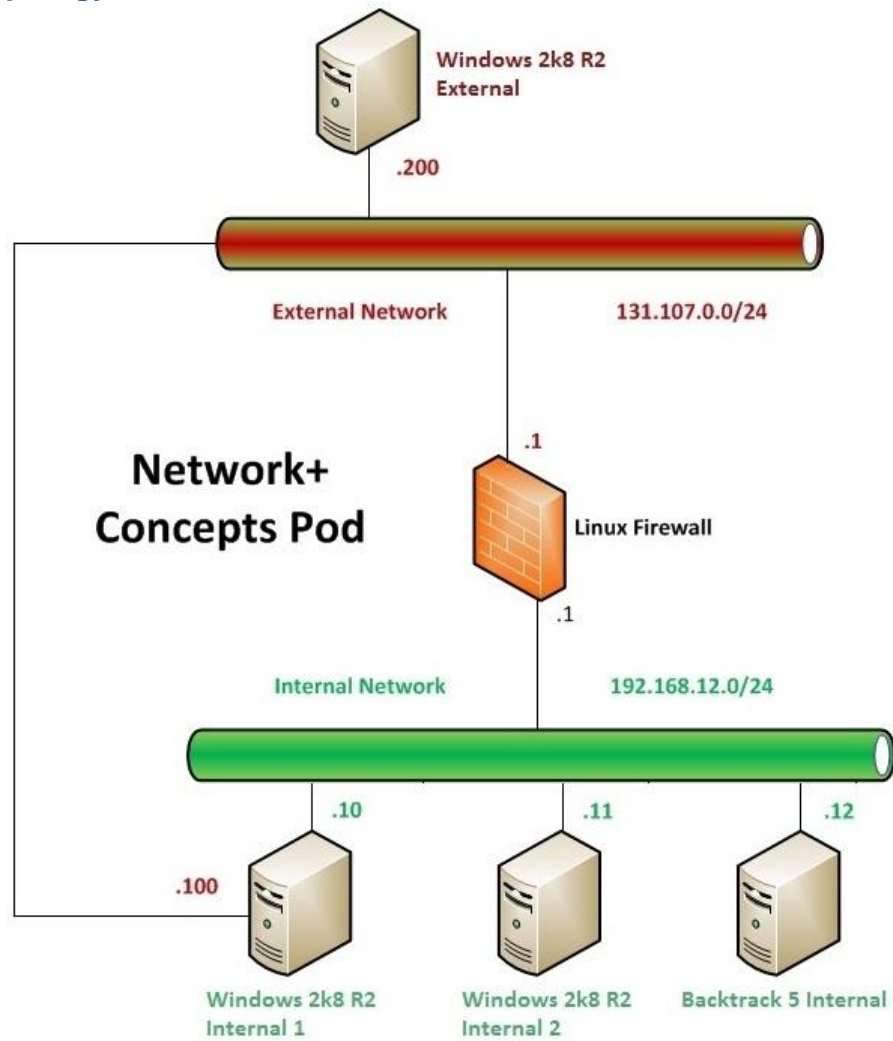 Windows 2k8 R2
External
.200
External Network
131.107.0.0/24
.1
Network+
Concepts Pod
Linux Firewall
.1
Internal Network
192.168.12.0/24
.10
.11
.12
.100
Windows 2k8 R2
Internal 1
Windows 2k8 R2
Internal 2
Backtrack 5 Internal